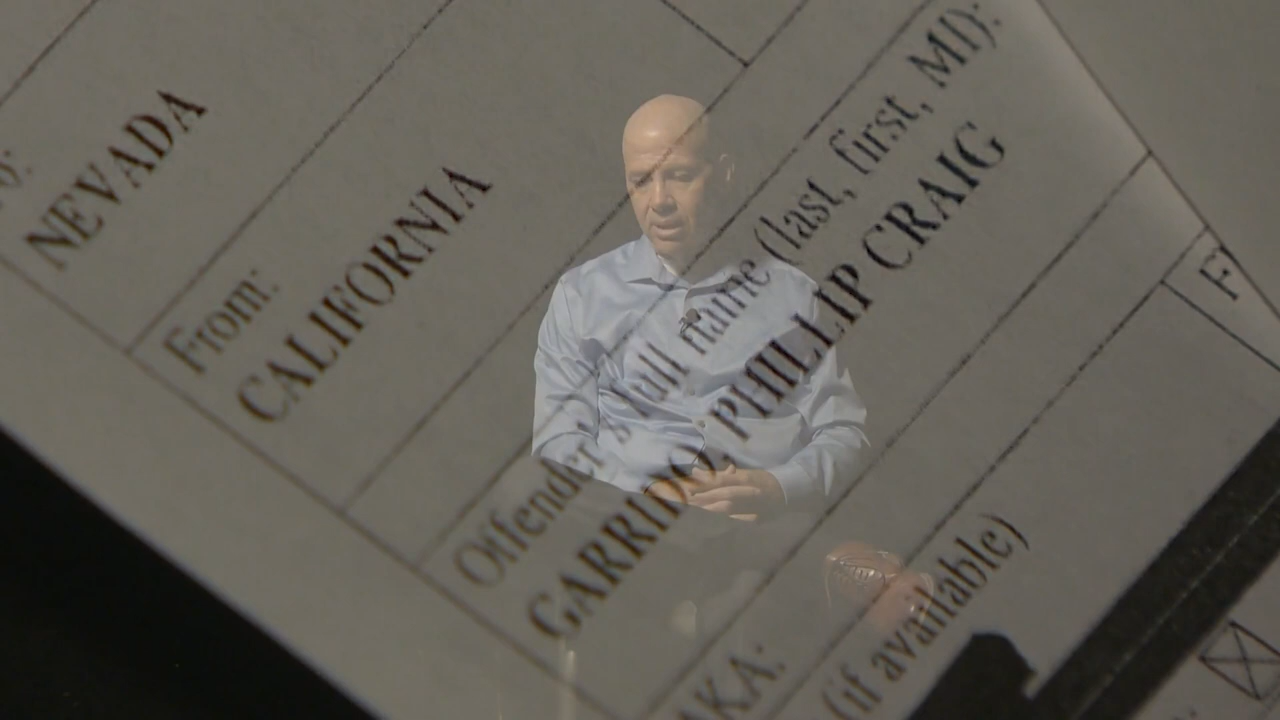 NEVADA
From:
CALIFORNIA
Offender's full name (last, first, MI):
GARRIDO, PHILLIP CRAIG
AKA:
(if available)